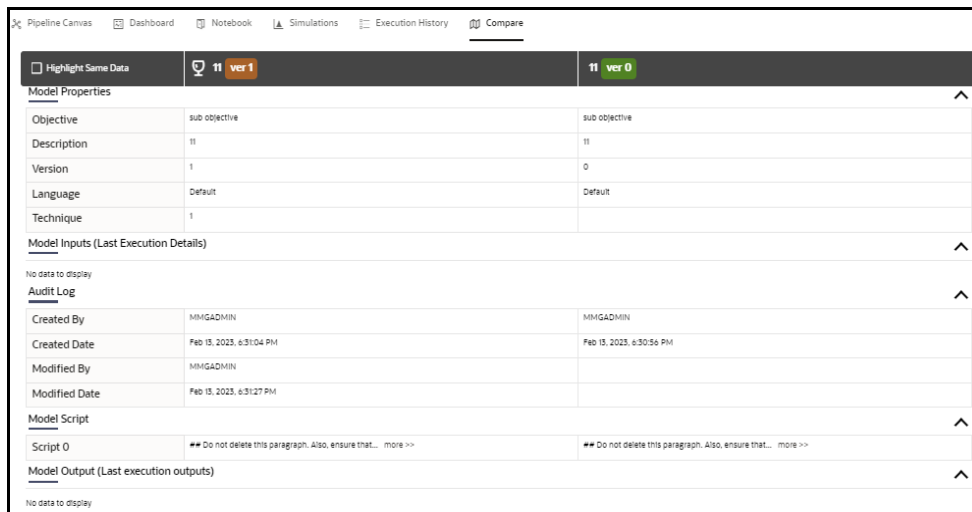 Pipeline Canvas Dashboard Notebook Simulations Execution History Compare
Highlight Same Data 11 ver 1 11 ver 0
Model Properties
Objective sub objective sub objective
Description 11 11
Version 1 0
Language Default Default
Technique 1
Model Inputs (Last Execution Details)
No data to display
Audit Log
Created By MMGADMIN MMGADMIN
Created Date Feb 13, 2023, 6:31:04 PM Feb 13, 2023, 6:30:56 PM
Modified By MMGADMIN
Modified Date Feb 13, 2023, 6:31:27 PM
Model Script
Script 0 ## Do not delete this paragraph. Also, ensure that... more >> ## Do not delete this paragraph. Also, ensure that... more >>
Model Output (Last execution outputs)
No data to display